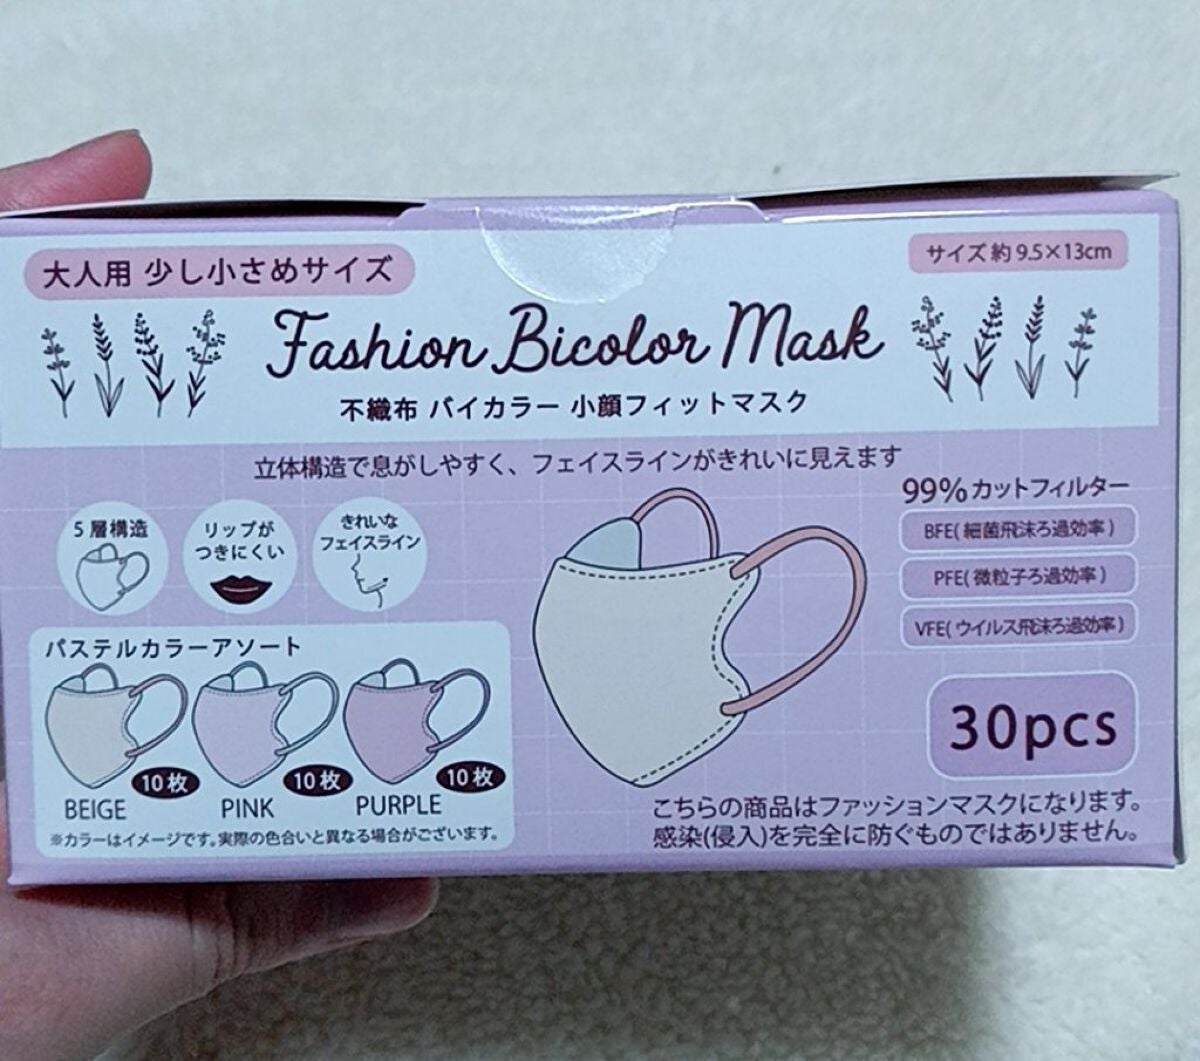 大人用 少し小さめサイズ
サイズ 約 9.5×13cm
Fashion Bicolor Mask
不織布 バイカラー 小顔フィットマスク
立体構造で息がしやすく、フェイスラインがきれいに見えます
5層構造
リップが
つきにくい
きれいな
フェイスライン
99%カットフィルター
BFE(細菌飛沫ろ過効率)
PFE(微粒子ろ過効率)
VFE(ウイルス飛沫ろ過効率)
パステルカラーアソート
10枚
10枚
10枚
BEIGE
PINK
PURPLE
※カラーはイメージです。実際の色合いと異なる場合がございます。
30pcs
こちらの商品はファッションマスクになります。
感染(侵入)を完全に防ぐものではありません。